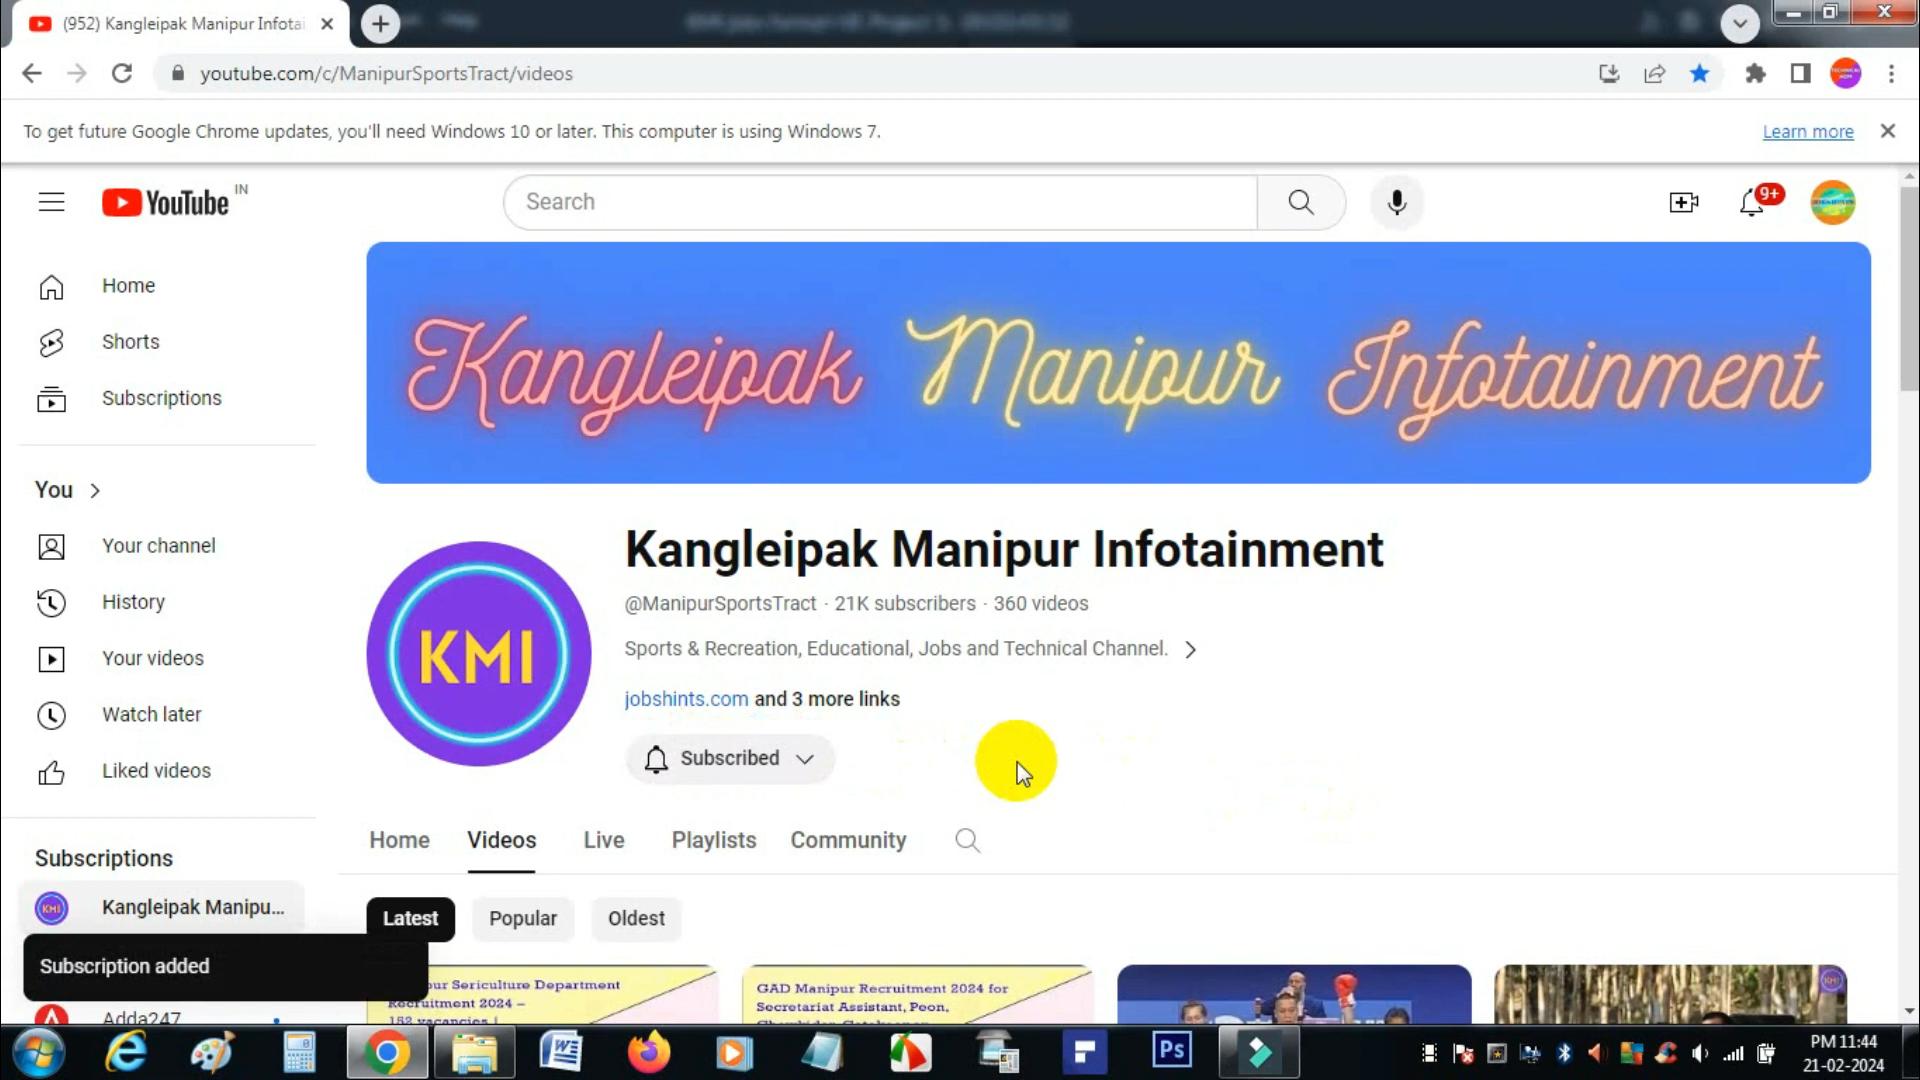 (952) Kangleipak Manipur Infotai
youtube.com/c/ManipurSportsTract/videos
To get future Google Chrome updates, you'll need Windows 10 or later. This computer is using Windows 7.
Learn more
YouTube IN
Search
9+
Home
Shorts
Subscriptions
You
Your channel
History
Your videos
Watch later
Liked videos
Subscriptions
Kangleipak Manipu...
Subscription added
Adda247
Kangleipak Manipur Infotainment
KMI
Kangleipak Manipur Infotainment
@ManipurSportsTract · 21K subscribers · 360 videos
Sports & Recreation, Educational, Jobs and Technical Channel.
jobshints.com and 3 more links
Subscribed
Home Videos Live Playlists Community
Latest Popular Oldest
Sericulture Department
Recruitment 2024 –
152 vacancies |
GAD Manipur Recruitment 2024 for
Secretariat Assistant, Peon,
KMI
Ps
PM 11:44
21-02-2024